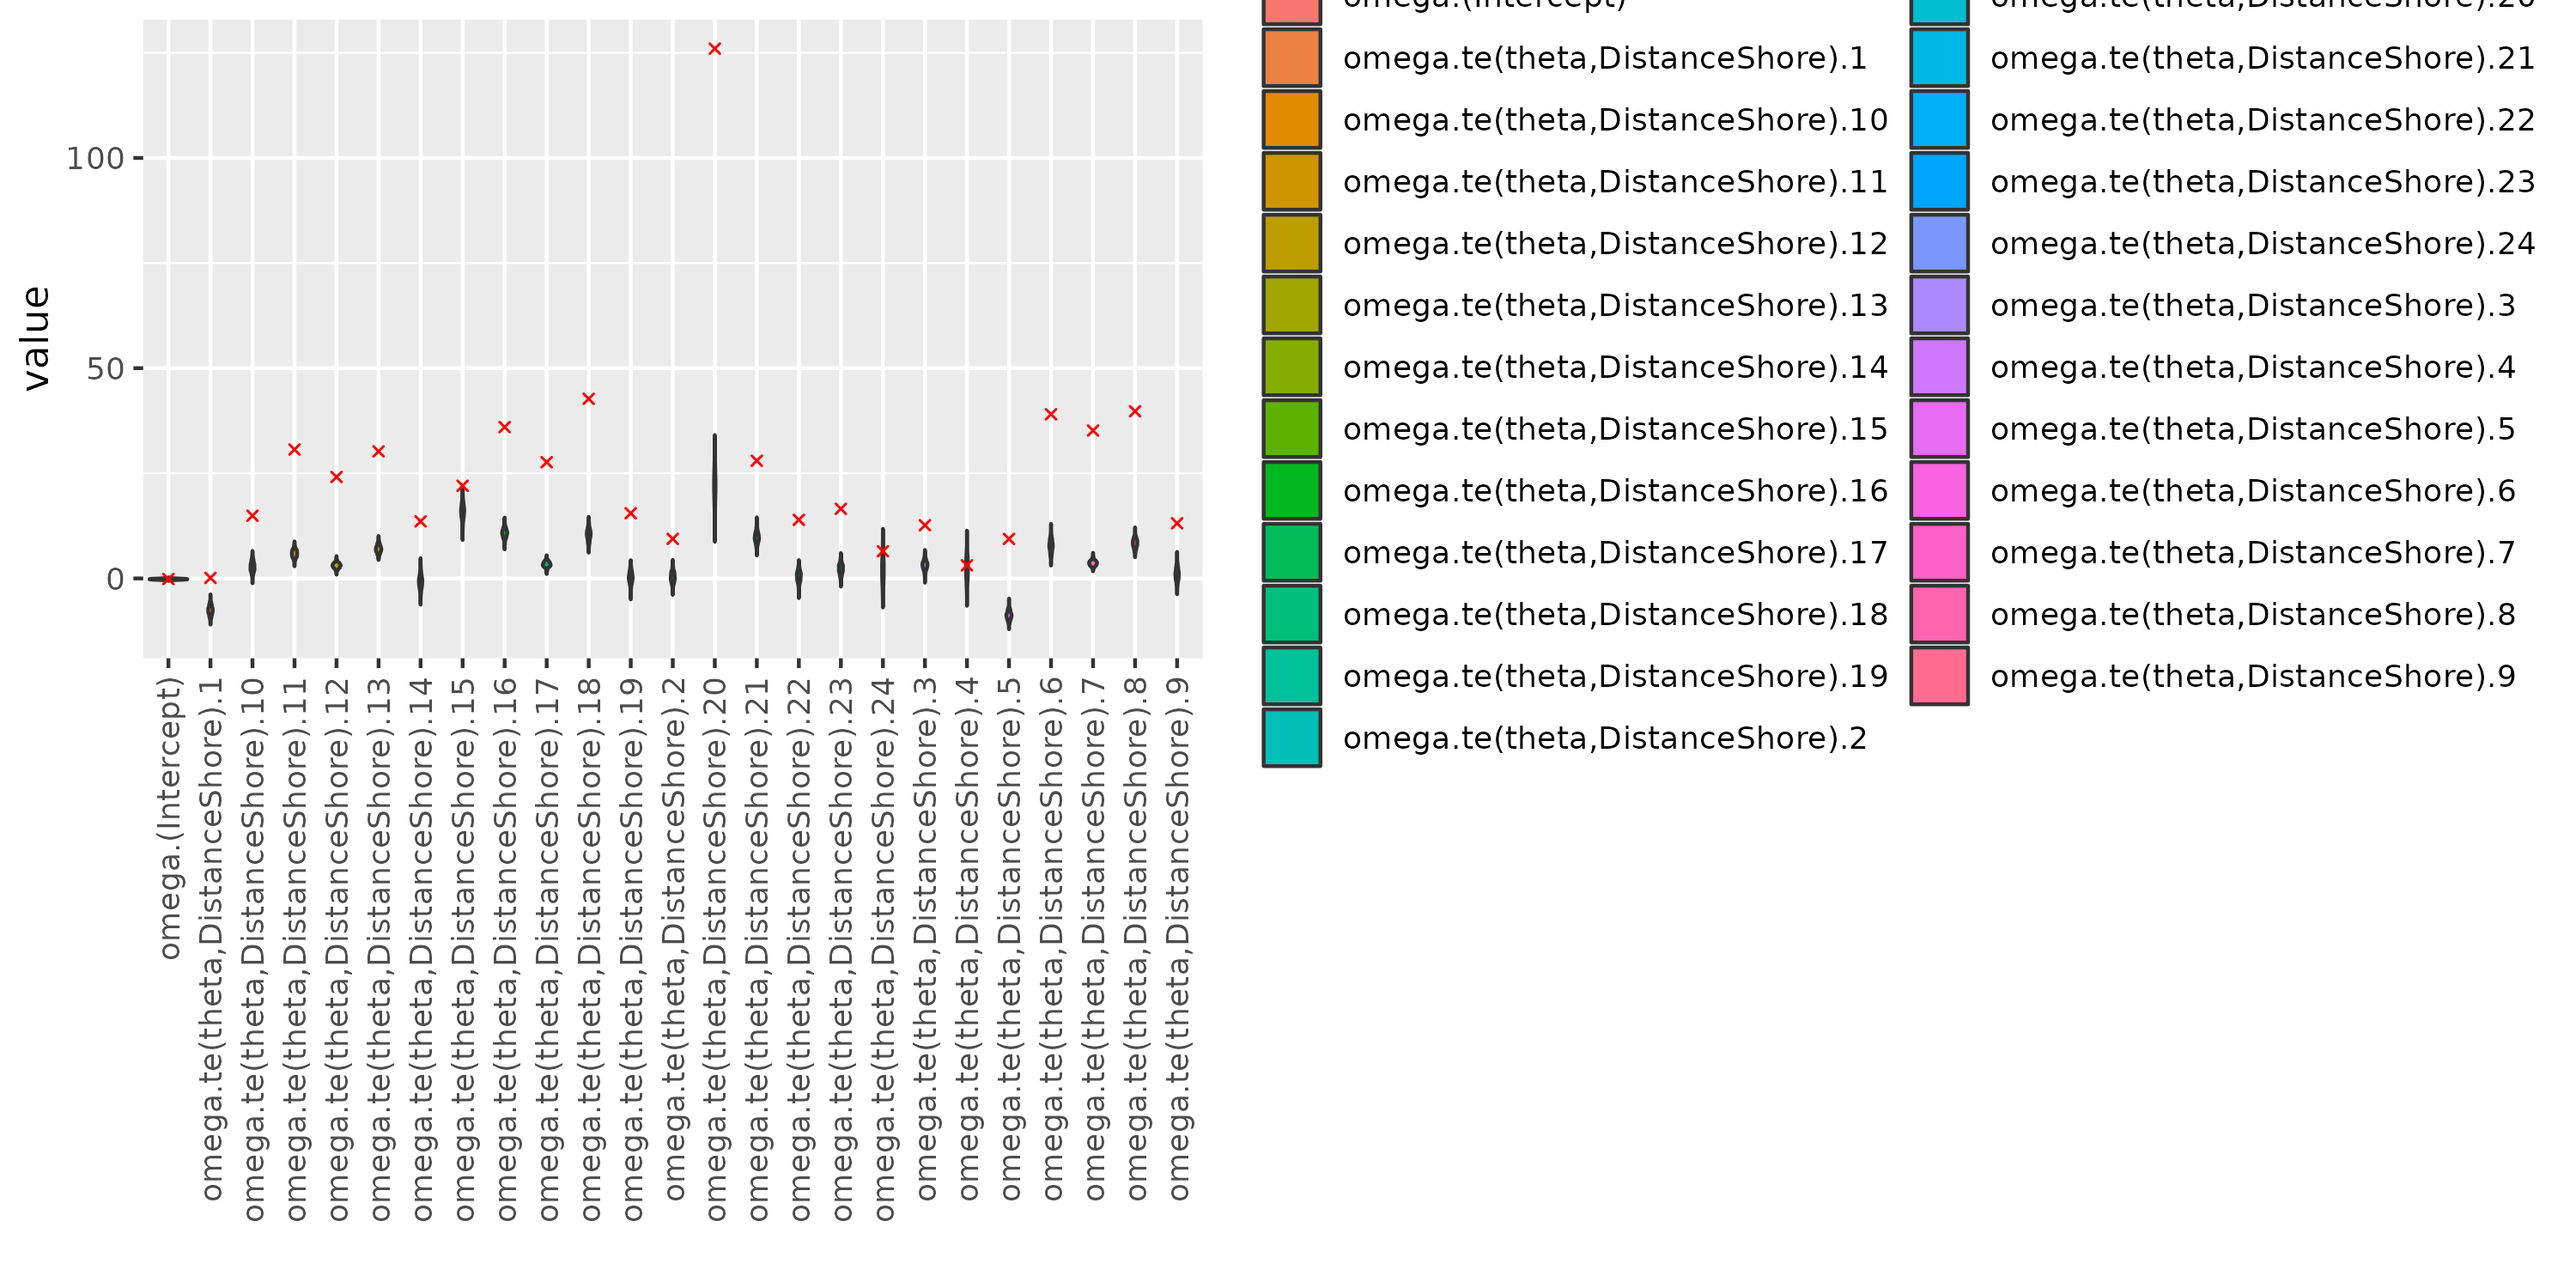 value
100
50
0
omega.(Intercept)
omega.te(theta,DistanceShore).1
omega.te(theta,DistanceShore).10
omega.te(theta,DistanceShore).11
omega.te(theta,DistanceShore).12
omega.te(theta,DistanceShore).13
omega.te(theta,DistanceShore).14
omega.te(theta,DistanceShore).15
omega.te(theta,DistanceShore).16
omega.te(theta,DistanceShore).17
omega.te(theta,DistanceShore).18
omega.te(theta,DistanceShore).19
omega.te(theta,DistanceShore).2
omega.te(theta,DistanceShore).20
omega.te(theta,DistanceShore).21
omega.te(theta,DistanceShore).22
omega.te(theta,DistanceShore).23
omega.te(theta,DistanceShore).24
omega.te(theta,DistanceShore).3
omega.te(theta,DistanceShore).4
omega.te(theta,DistanceShore).5
omega.te(theta,DistanceShore).6
omega.te(theta,DistanceShore).7
omega.te(theta,DistanceShore).8
omega.te(theta,DistanceShore).9
omega.(Intercept)
omega.te(theta,DistanceShore).1
omega.te(theta,DistanceShore).10
omega.te(theta,DistanceShore).11
omega.te(theta,DistanceShore).12
omega.te(theta,DistanceShore).13
omega.te(theta,DistanceShore).14
omega.te(theta,DistanceShore).15
omega.te(theta,DistanceShore).16
omega.te(theta,DistanceShore).17
omega.te(theta,DistanceShore).18
omega.te(theta,DistanceShore).19
omega.te(theta,DistanceShore).2
omega.te(theta,DistanceShore).20
omega.te(theta,DistanceShore).21
omega.te(theta,DistanceShore).22
omega.te(theta,DistanceShore).23
omega.te(theta,DistanceShore).24
omega.te(theta,DistanceShore).3
omega.te(theta,DistanceShore).4
omega.te(theta,DistanceShore).5
omega.te(theta,DistanceShore).6
omega.te(theta,DistanceShore).7
omega.te(theta,DistanceShore).8
omega.te(theta,DistanceShore).9